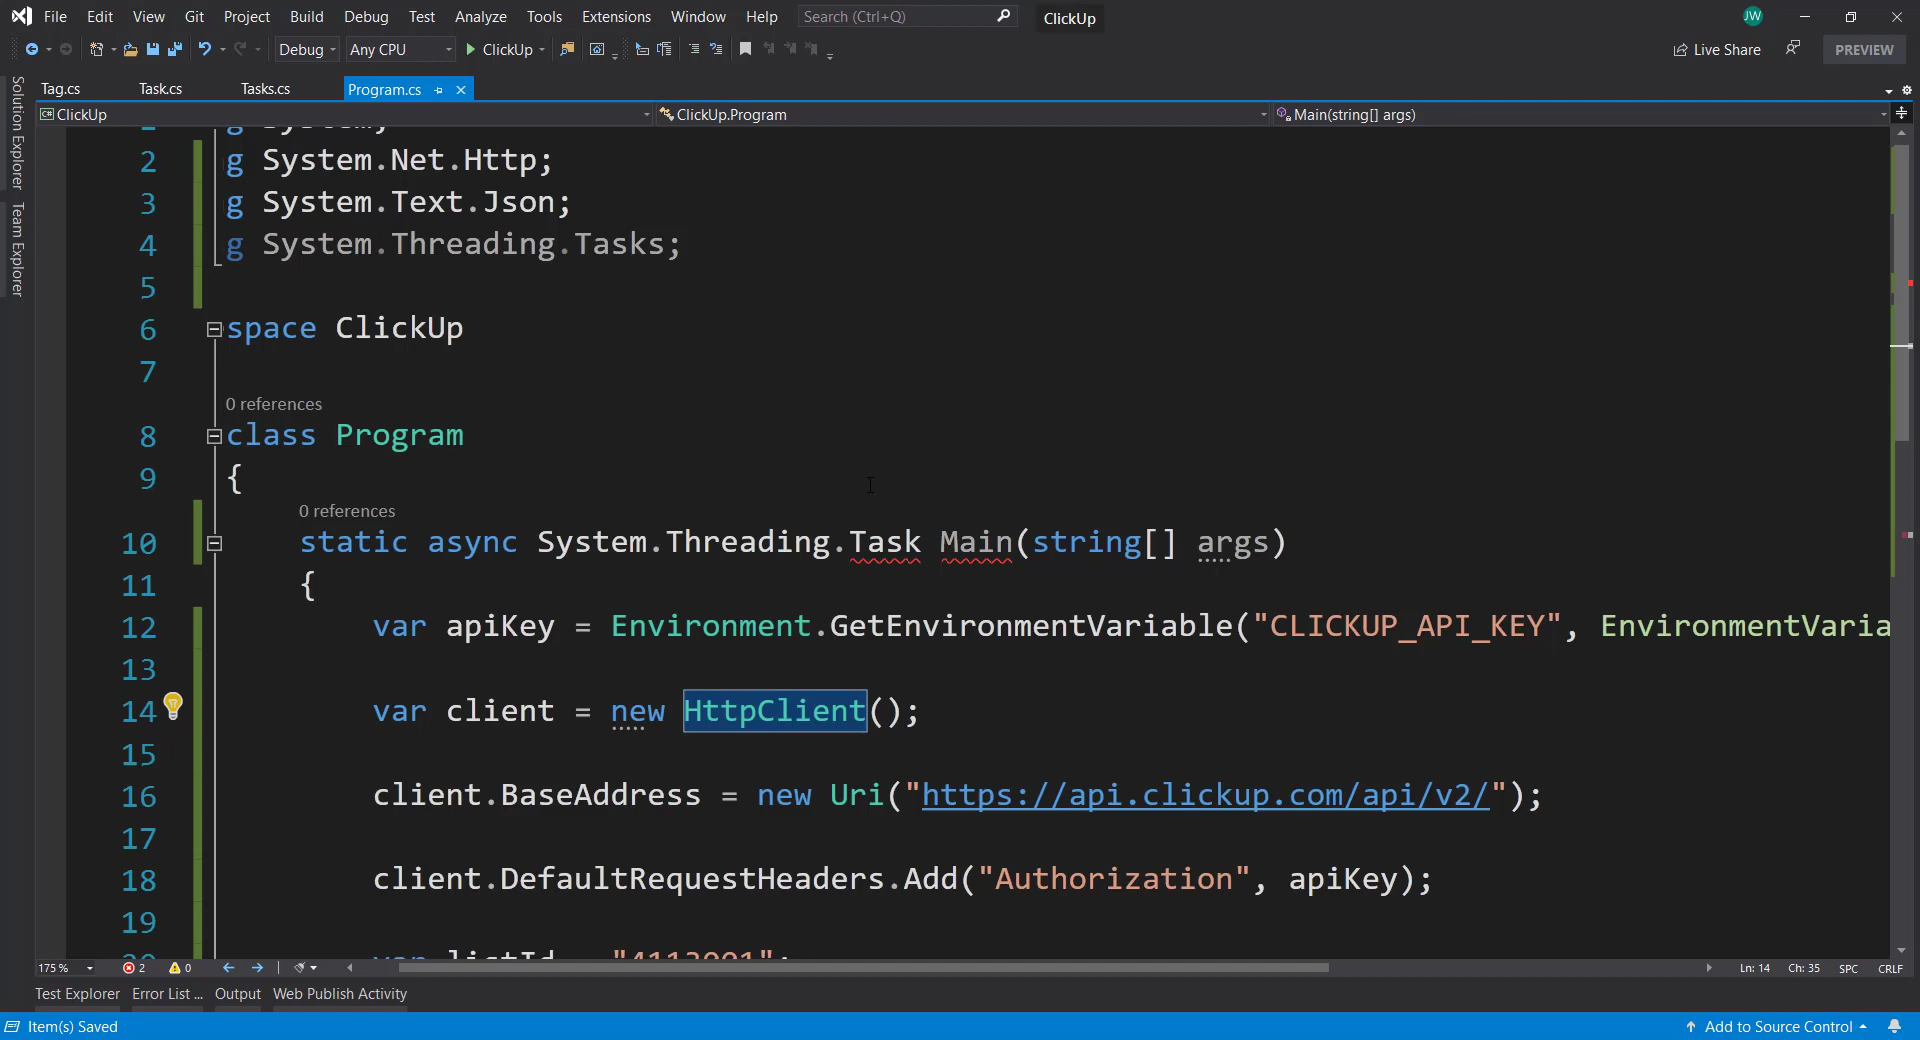 File Edit View Git Project Build Debug Test Analyze Tools Extensions Window Help Search (Ctrl+Q) ClickUp JW
Debug Any CPU ClickUp Live Share PREVIEW
Solution Explorer
Team Explorer
Tag.cs Task.cs Tasks.cs Program.cs
C# ClickUp ClickUp.Program Main(string[] args)
2 g System.Net.Http;
3 g System.Text.Json;
4 g System.Threading.Tasks;
5
6 space ClickUp
7
0 references
8 class Program
9 {
0 references
10 static async System.Threading.Task Main(string[] args)
11 {
12 var apiKey = Environment.GetEnvironmentVariable("CLICKUP_API_KEY", EnvironmentVaria
13
14 var client = new HttpClient();
15
16 client.BaseAddress = new Uri("https://api.clickup.com/api/v2/");
17
18 client.DefaultRequestHeaders.Add("Authorization", apiKey);
19
175 % 2 0 Ln: 14 Ch: 35 SPC CRLF
Test Explorer Error List ... Output Web Publish Activity
Item(s) Saved Add to Source Control